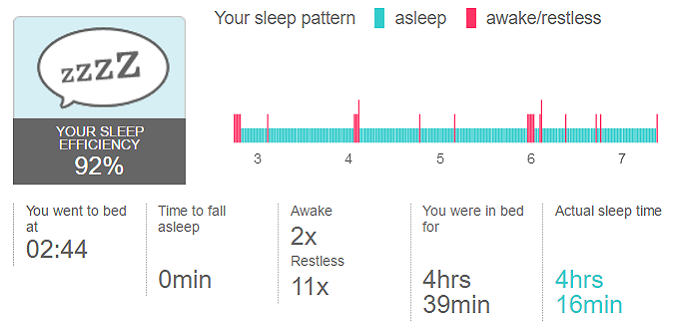 Your sleep pattern asleep awake/restless
zzzZ
YOUR SLEEP
EFFICIENCY
92%
3 4 5 6 7
You went to bed
at
02:44
Time to fall
asleep
0min
Awake
2x
Restless
11x
You were in bed
for
4hrs
39min
Actual sleep time
4hrs
16min